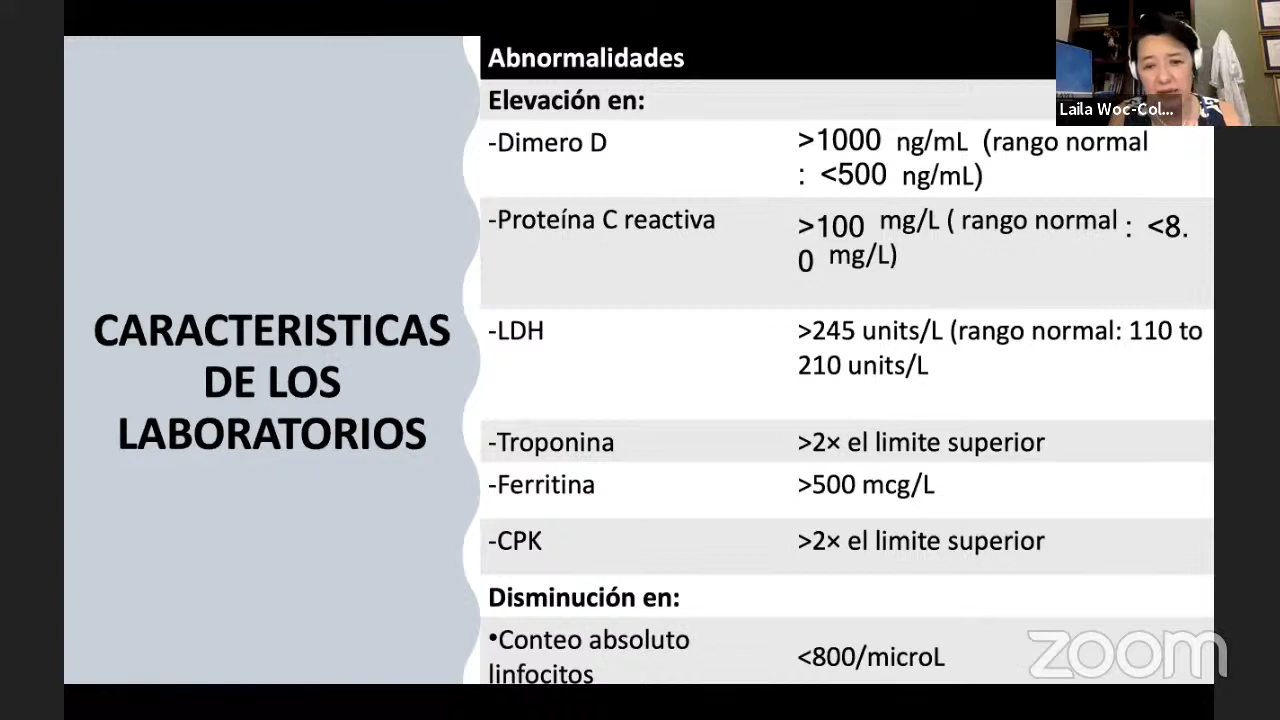 Abnormalidades
Elevación en:
-Dimero D
>1000 ng/mL (rango normal
: <500 ng/mL)
-Proteína C reactiva
>100 mg/L ( rango normal : <8.
0 mg/L)
CARACTERISTICAS
DE LOS
LABORATORIOS
-LDH
>245 units/L (rango normal: 110 to
210 units/L
-Troponina
>2× el limite superior
-Ferritina
>500 mcg/L
-CPK
>2× el limite superior
Disminución en:
•Conteo absoluto
linfocitos
<800/microL
Laila Woc-Col...
zoom